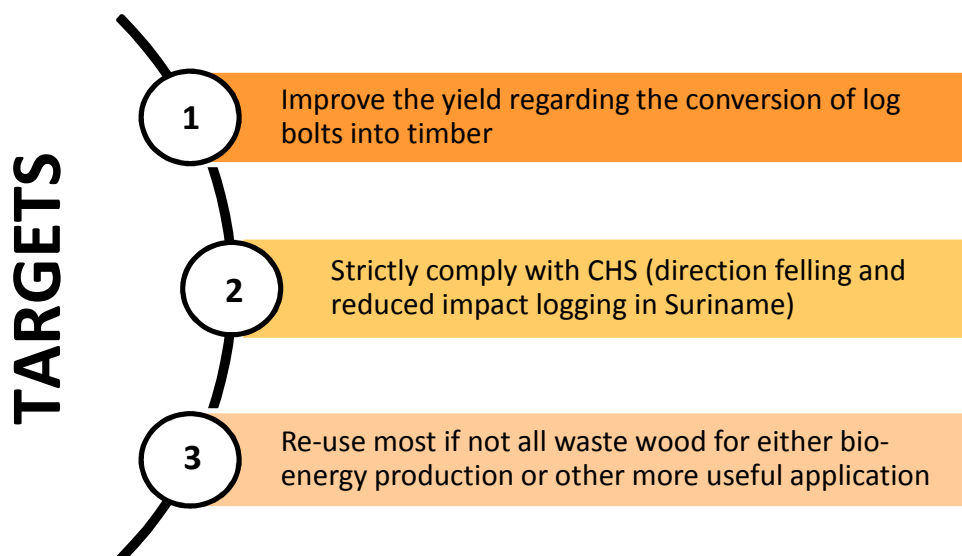 TARGETS
1
Improve the yield regarding the conversion of log
bolts into timber
2
Strictly comply with CHS (direction felling and
reduced impact logging in Suriname)
3
Re-use most if not all waste wood for either bio-
energy production or other more useful application